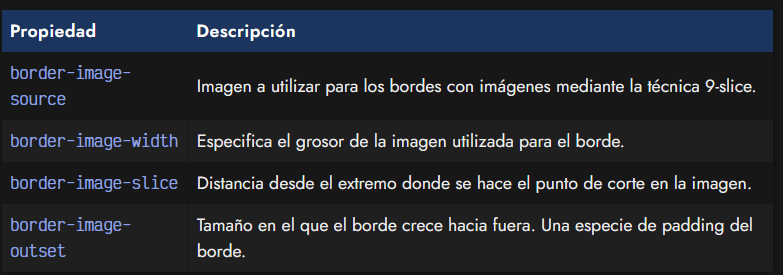 Propiedad Descripción
border-image-
source
Imagen a utilizar para los bordes con imágenes mediante la técnica 9-slice.
border-image-width Especifica el grosor de la imagen utilizada para el borde.
border-image-slice Distancia desde el extremo donde se hace el punto de corte en la imagen.
border-image-
outset
Tamaño en el que el borde crece hacia fuera. Una especie de padding del
borde.